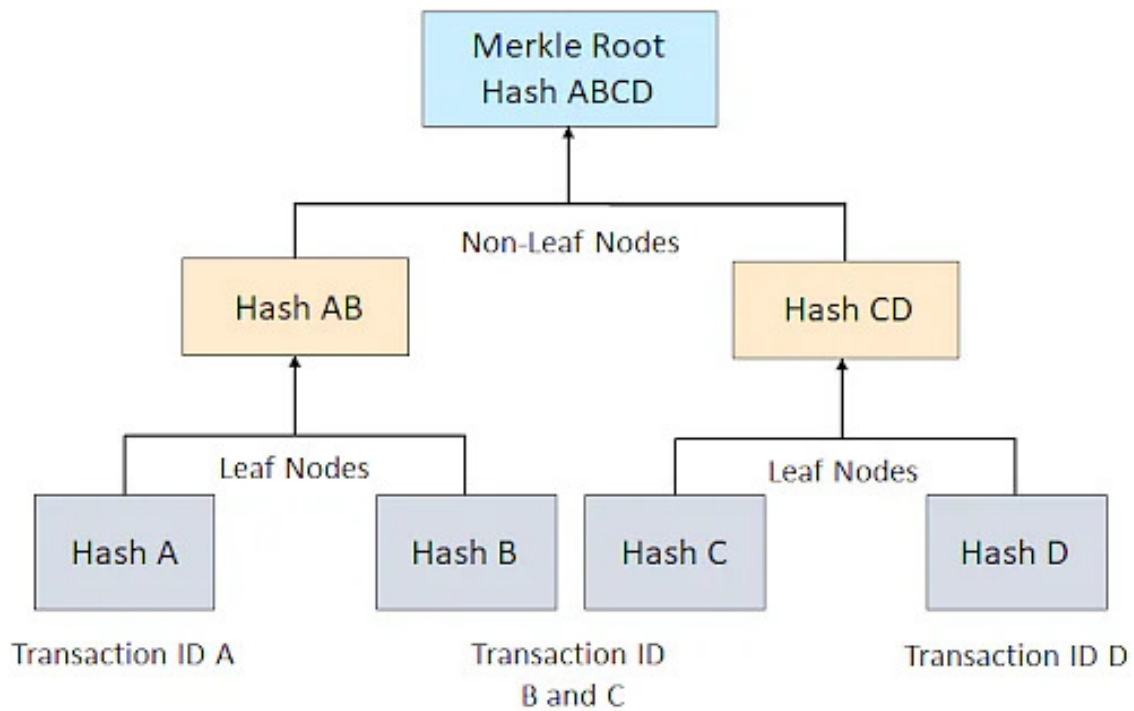 Merkle Root
Hash ABCD
Non-Leaf Nodes
Hash AB
Hash CD
Leaf Nodes
Leaf Nodes
Hash A
Hash B
Hash C
Hash D
Transaction ID A
Transaction ID
B and C
Transaction ID D